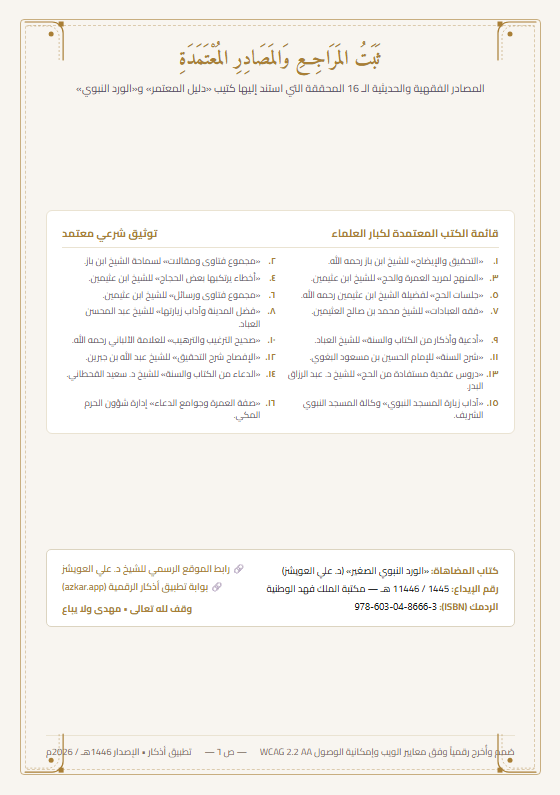 ثَبَتُ المَرَاجِعِ وَالمَصَادِرِ المُعْتَمَدَةِ
المصادر الفقهية والحديثية الـ 16 المحققة التي استند إليها كتيب «دليل المعتمر» و«الورد النبوي»
قائمة الكتب المعتمدة لكبار العلماء
توثيق شرعي معتمد
١. «التحقيق والإيضاح» للشيخ ابن باز رحمه الله.
٢. «مجموع فتاوى ومقالات» لسماحة الشيخ ابن باز.
٣. «المنهج لمريد العمرة والحج» للشيخ ابن عثيمين.
٤. «أخطاء يرتكبها بعض الحجاج» للشيخ ابن عثيمين.
٥. «جلسات الحج» لفضيلة الشيخ ابن عثيمين رحمه الله.
٦. «مجموع فتاوى ورسائل» للشيخ ابن عثيمين.
٧. «فقه العبادات» للشيخ محمد بن صالح العثيمين.
٨. «فضل المدينة وآداب زيارتها» للشيخ عبد المحسن
العباد.
٩. «أدعية وأذكار من الكتاب والسنة» للشيخ العباد.
١٠. «صحيح الترغيب والترهيب» للعلامة الألباني رحمه الله.
١١. «شرح السنة» للإمام الحسين بن مسعود البغوي.
١٢. «الإفصاح شرح التحقيق» للشيخ عبد الله بن جبرين.
١٣. «دروس عقدية مستفادة من الحج» للشيخ د. عبد الرزاق
البدر.
١٤. «الدعاء من الكتاب والسنة» للشيخ د. سعيد القحطاني.
١٥. «آداب زيارة المسجد النبوي» وكالة المسجد النبوي
الشريف.
١٦. «صفة العمرة وجوامع الدعاء» إدارة شؤون الحرم
المكي.
كتاب المضاهاة: «الورد النبوي الصغير» (د. علي العويشز)
رقم الإيداع: 1445 / 11446 هـ — مكتبة الملك فهد الوطنية
الردمك (ISBN): 978-603-04-8666-3
🔗 رابط الموقع الرسمي للشيخ د. علي العويشز
🔗 بوابة تطبيق أذكار الرقمية (azkar.app)
وقف لله تعالى • مهدى ولا يباع
صُمم وأُخرج رقمياً وفق معايير الويب وإمكانية الوصول WCAG 2.2 AA
— ص ٦ —
تطبيق أذكار • الإصدار 1446هـ / 2026م